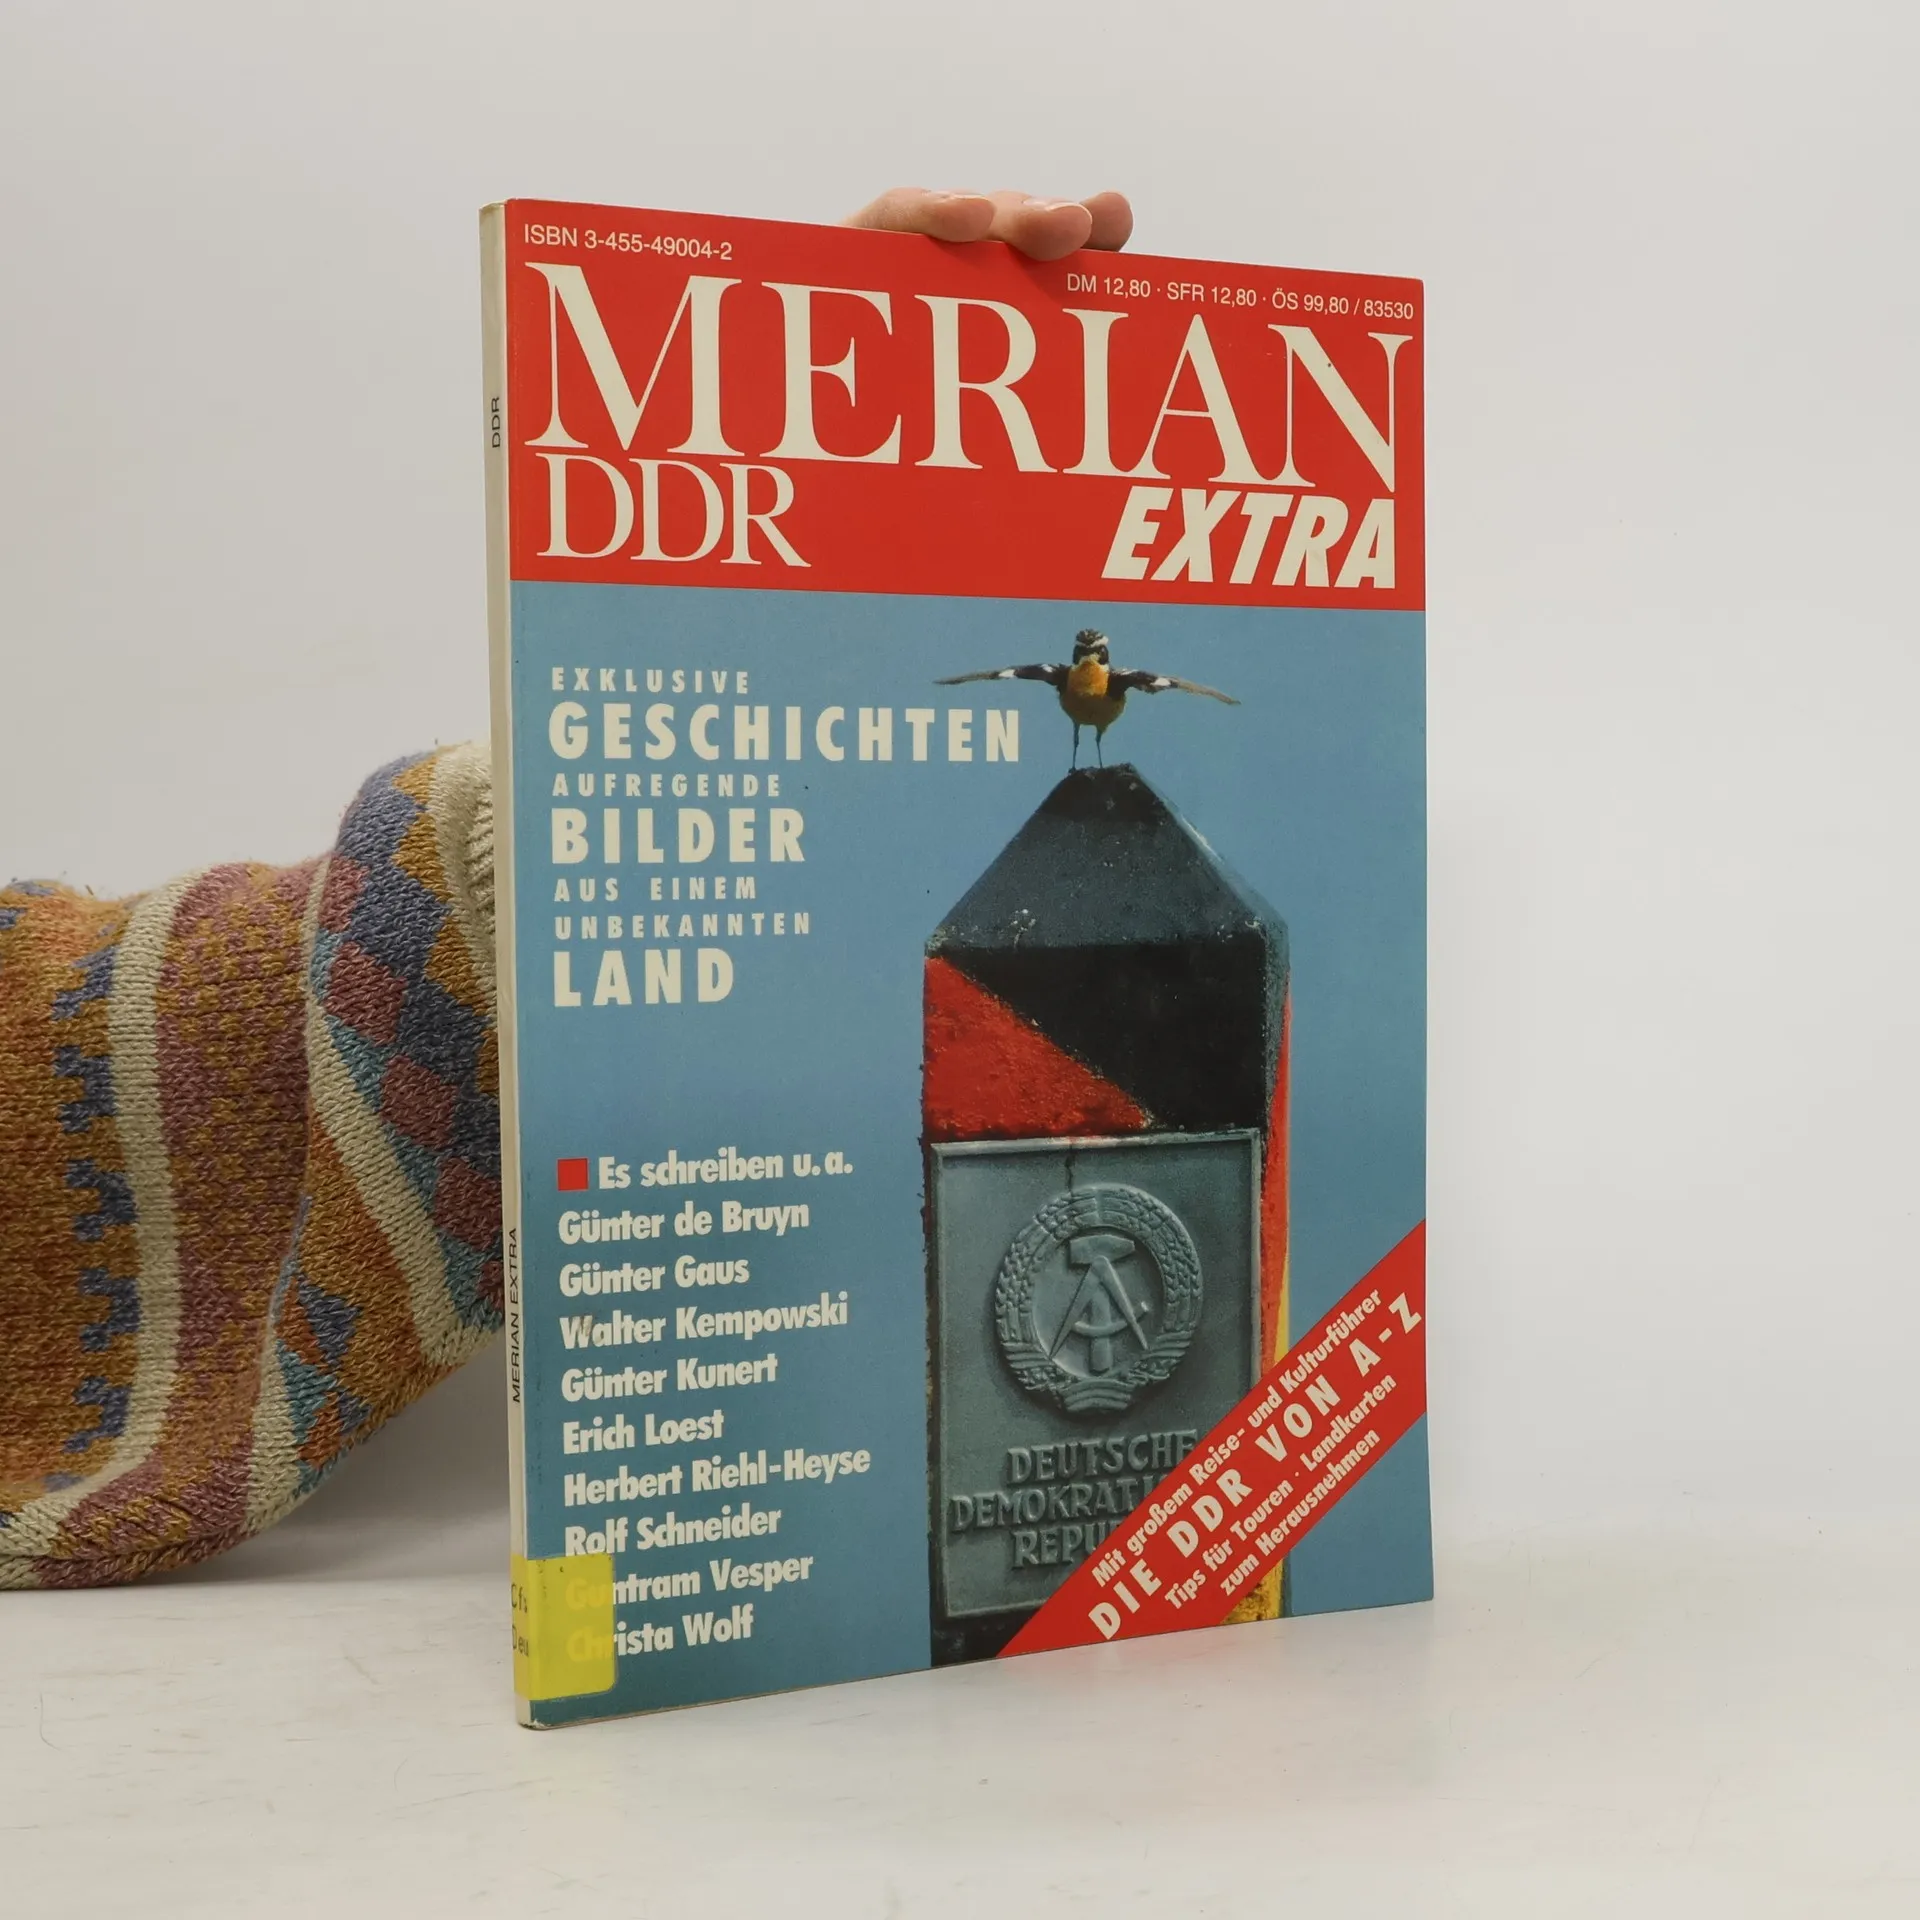 ISBN 3-455-49004-2
DM 12,80 · SFR 12,80 · ÖS 99,80 / 83530
MERIAN
DDR
EXTRA
EXKLUSIVE
GESCHICHTEN
AUFREGENDE
BILDER
AUS EINEM
UNBEKANNTEN
LAND
Es schreiben u. a.
Günter de Bruyn
Günter Gaus
Walter Kempowski
Günter Kunert
Erich Loest
Herbert Riehl-Heyse
Rolf Schneider
Guntram Vesper
Christa Wolf
DEUTSCHE
DEMOKRATI
REPU
Mit großem Reise- und Kulturführer
DIE DDR VON A - Z
Tips für Touren · Landkarten
zum Herausnehmen
DDR
MERIAN EXTRA